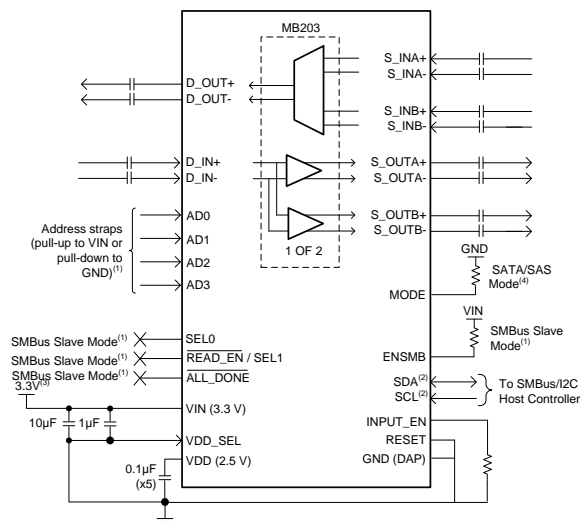 MB203
D_OUT+
D_OUT-
S_INA+
S_INA-
S_INB+
S_INB-
D_IN+
D_IN-
S_OUTA+
S_OUTA-
S_OUTB+
S_OUTB-
1 OF 2
Address straps
(pull-up to VIN or
pull-down to
GND)(1)
AD0
AD1
AD2
AD3
GND
SATA/SAS
Mode(4)
MODE
VIN
SMBus Slave
Mode(1)
ENSMB
SMBus Slave Mode(1)
SEL0
SMBus Slave Mode(1)
READ_EN / SEL1
SMBus Slave Mode(1)
ALL_DONE
SDA(2)
SCL(2)
To SMBus/I2C
Host Controller
3.3V(3)
VIN (3.3 V)
10µF
1µF
VDD_SEL
VDD (2.5 V)
0.1µF
(x5)
INPUT_EN
RESET
GND (DAP)